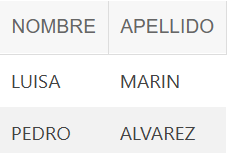 NOMBRE APELLIDO
LUISA MARIN
PEDRO ALVAREZ